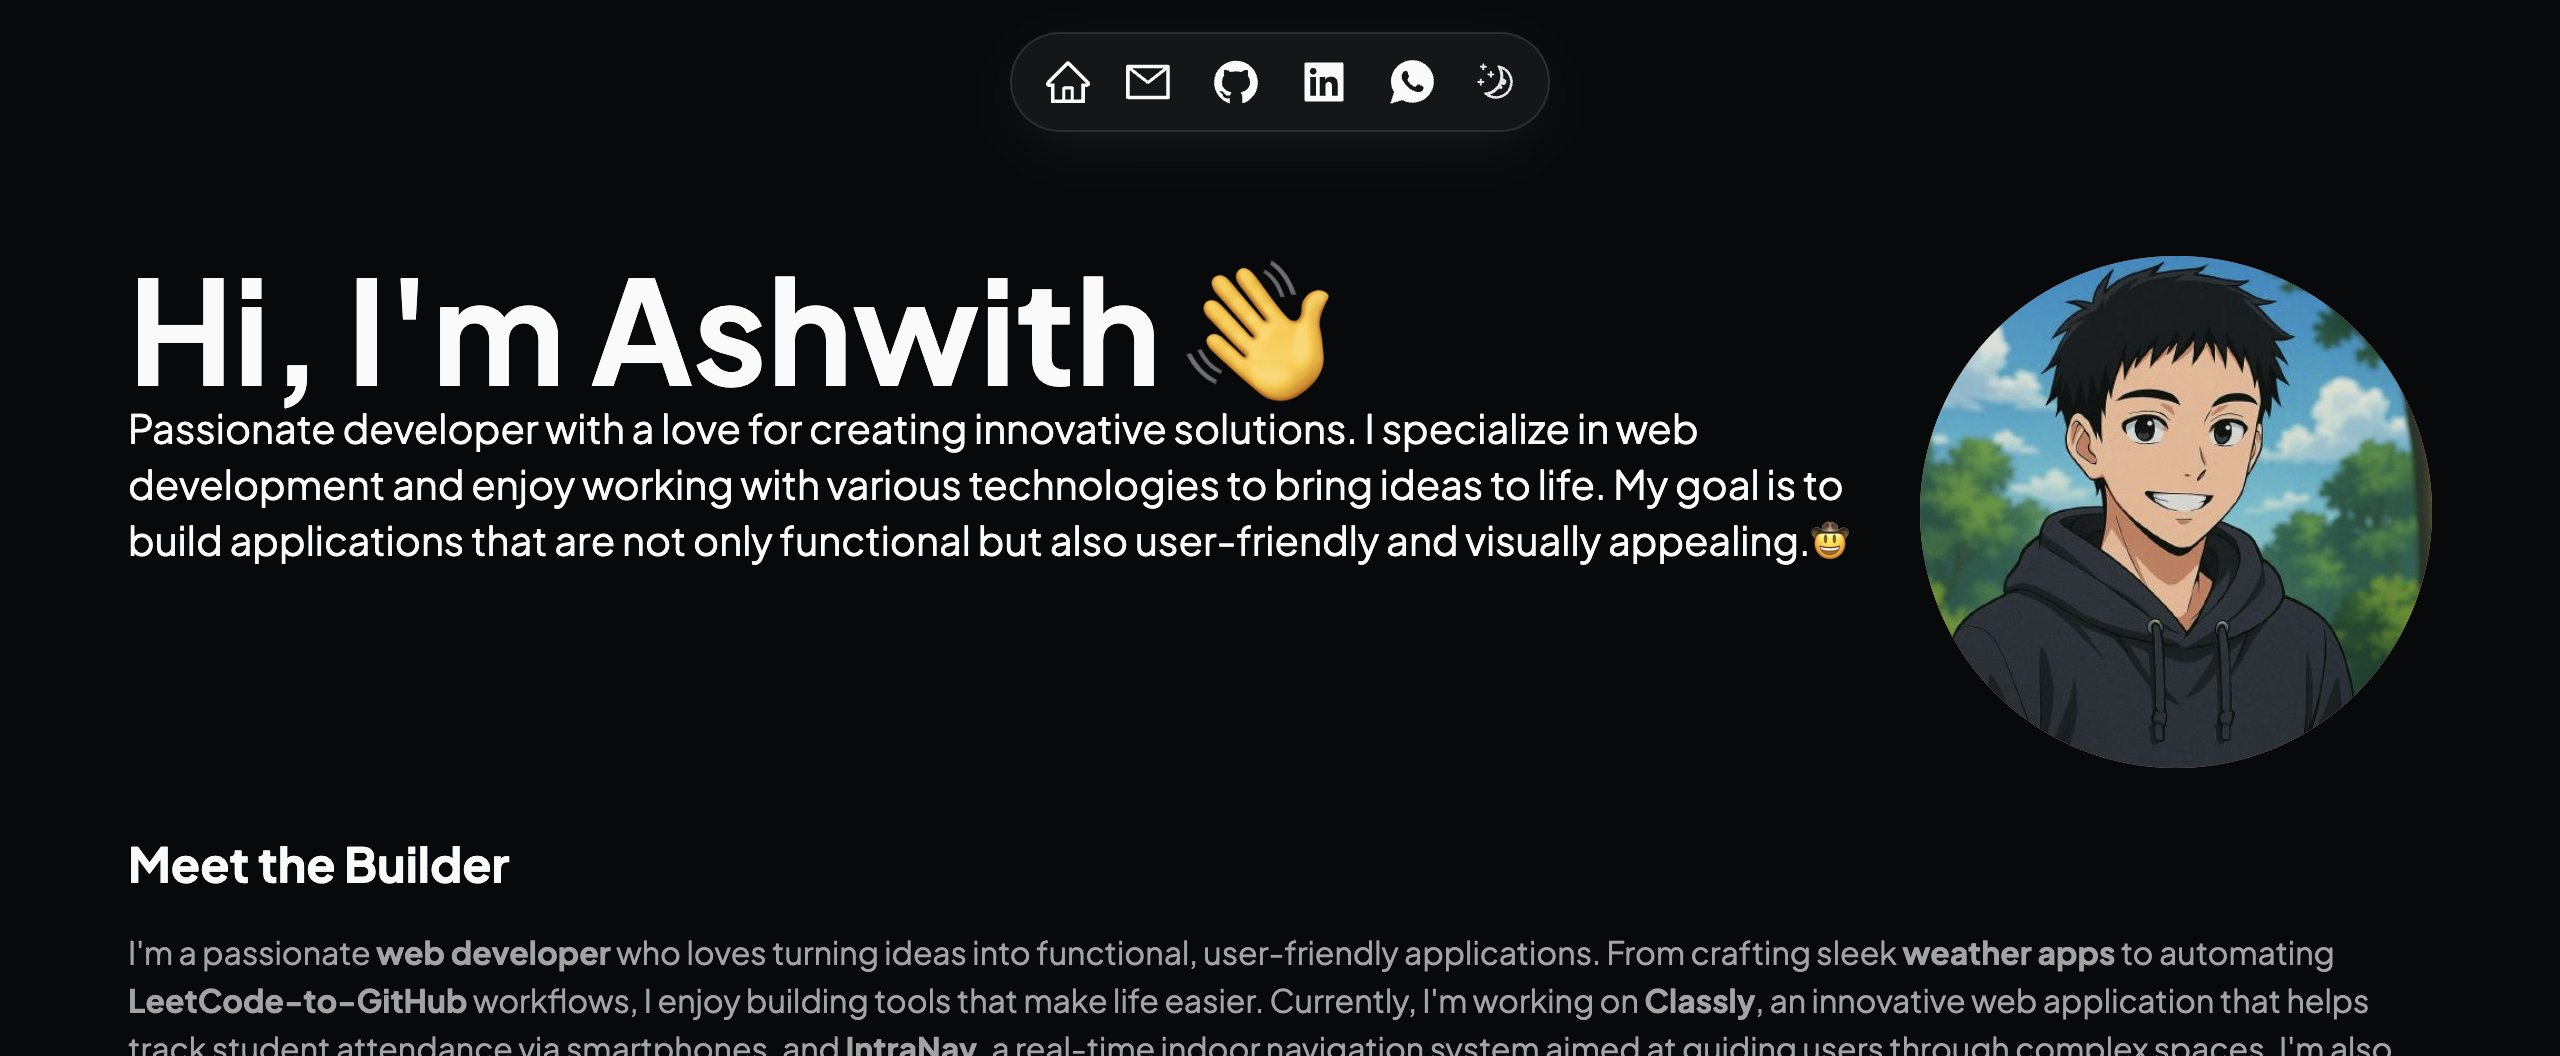 in
Hi, I'm Ashwith 👋
Passionate developer with a love for creating innovative solutions. I specialize in web
development and enjoy working with various technologies to bring ideas to life. My goal is to
build applications that are not only functional but also user-friendly and visually appealing.🤠
Meet the Builder
I'm a passionate web developer who loves turning ideas into functional, user-friendly applications. From crafting sleek weather apps to automating
LeetCode-to-GitHub workflows, I enjoy building tools that make life easier. Currently, I'm working on Classly, an innovative web application that helps
track student attendance via smartphones, and IntraNav, a real-time indoor navigation system aimed at guiding users through complex spaces. I'm also